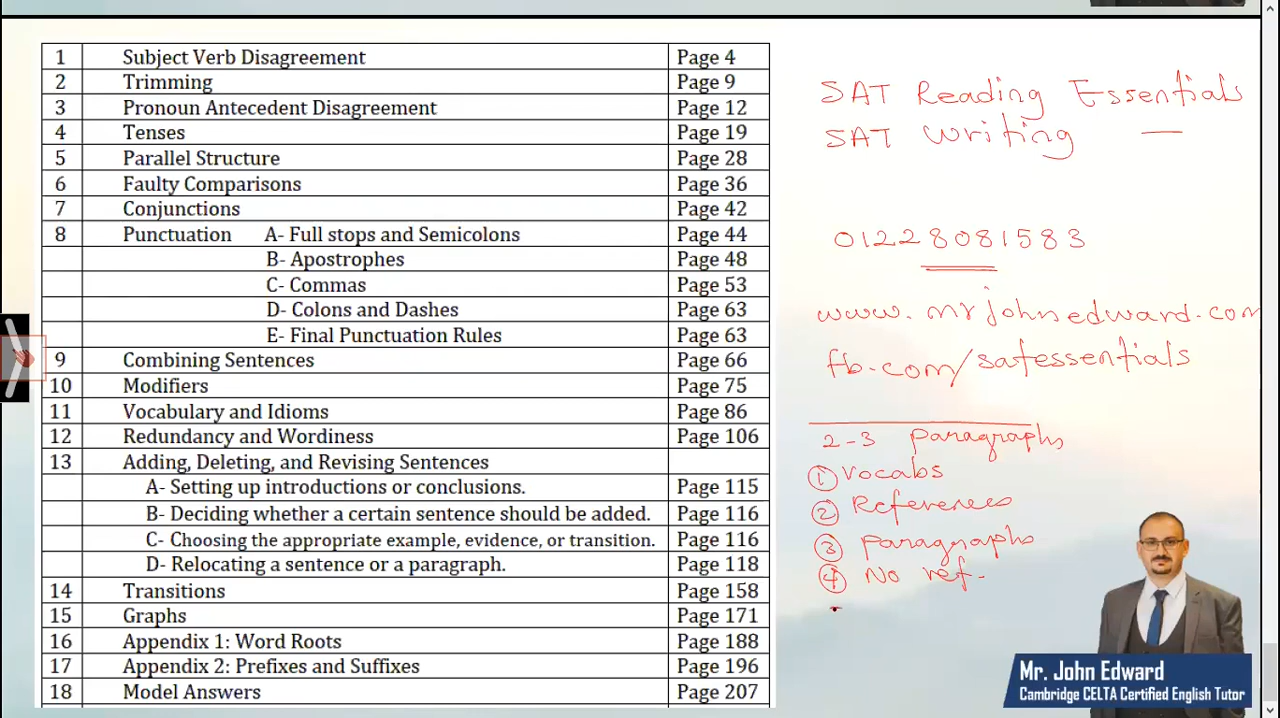 1 Subject Verb Disagreement Page 4
2 Trimming Page 9
3 Pronoun Antecedent Disagreement Page 12
4 Tenses Page 19
5 Parallel Structure Page 28
6 Faulty Comparisons Page 36
7 Conjunctions Page 42
8 Punctuation A- Full stops and Semicolons Page 44
B- Apostrophes Page 48
C- Commas Page 53
D- Colons and Dashes Page 63
E- Final Punctuation Rules Page 63
9 Combining Sentences Page 66
10 Modifiers Page 75
11 Vocabulary and Idioms Page 86
12 Redundancy and Wordiness Page 106
13 Adding, Deleting, and Revising Sentences
A- Setting up introductions or conclusions. Page 115
B- Deciding whether a certain sentence should be added. Page 116
C- Choosing the appropriate example, evidence, or transition. Page 116
D- Relocating a sentence or a paragraph. Page 118
14 Transitions Page 158
15 Graphs Page 171
16 Appendix 1: Word Roots Page 188
17 Appendix 2: Prefixes and Suffixes Page 196
18 Model Answers Page 207
SAT Reading Essentials
SAT Writing —
01228081583
www.mrjohnedward.com
fb.com/satessentials
2-3 paragraphs
① vocabs
② References
③ paragraphs
④ No ref.
Mr. John Edward
Cambridge CELTA Certified English Tutor